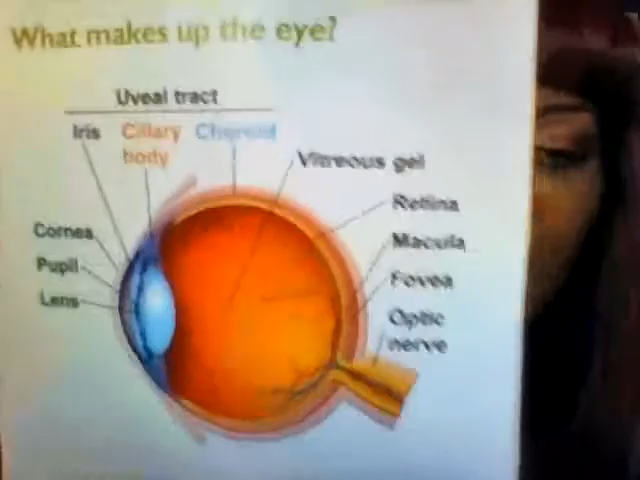 What makes up the eye?
Uveal tract
Iris Ciliary Choroid
body
Vitreous gel
Retina
Cornea
Macula
Pupil
Fovea
Lens
Optic
nerve